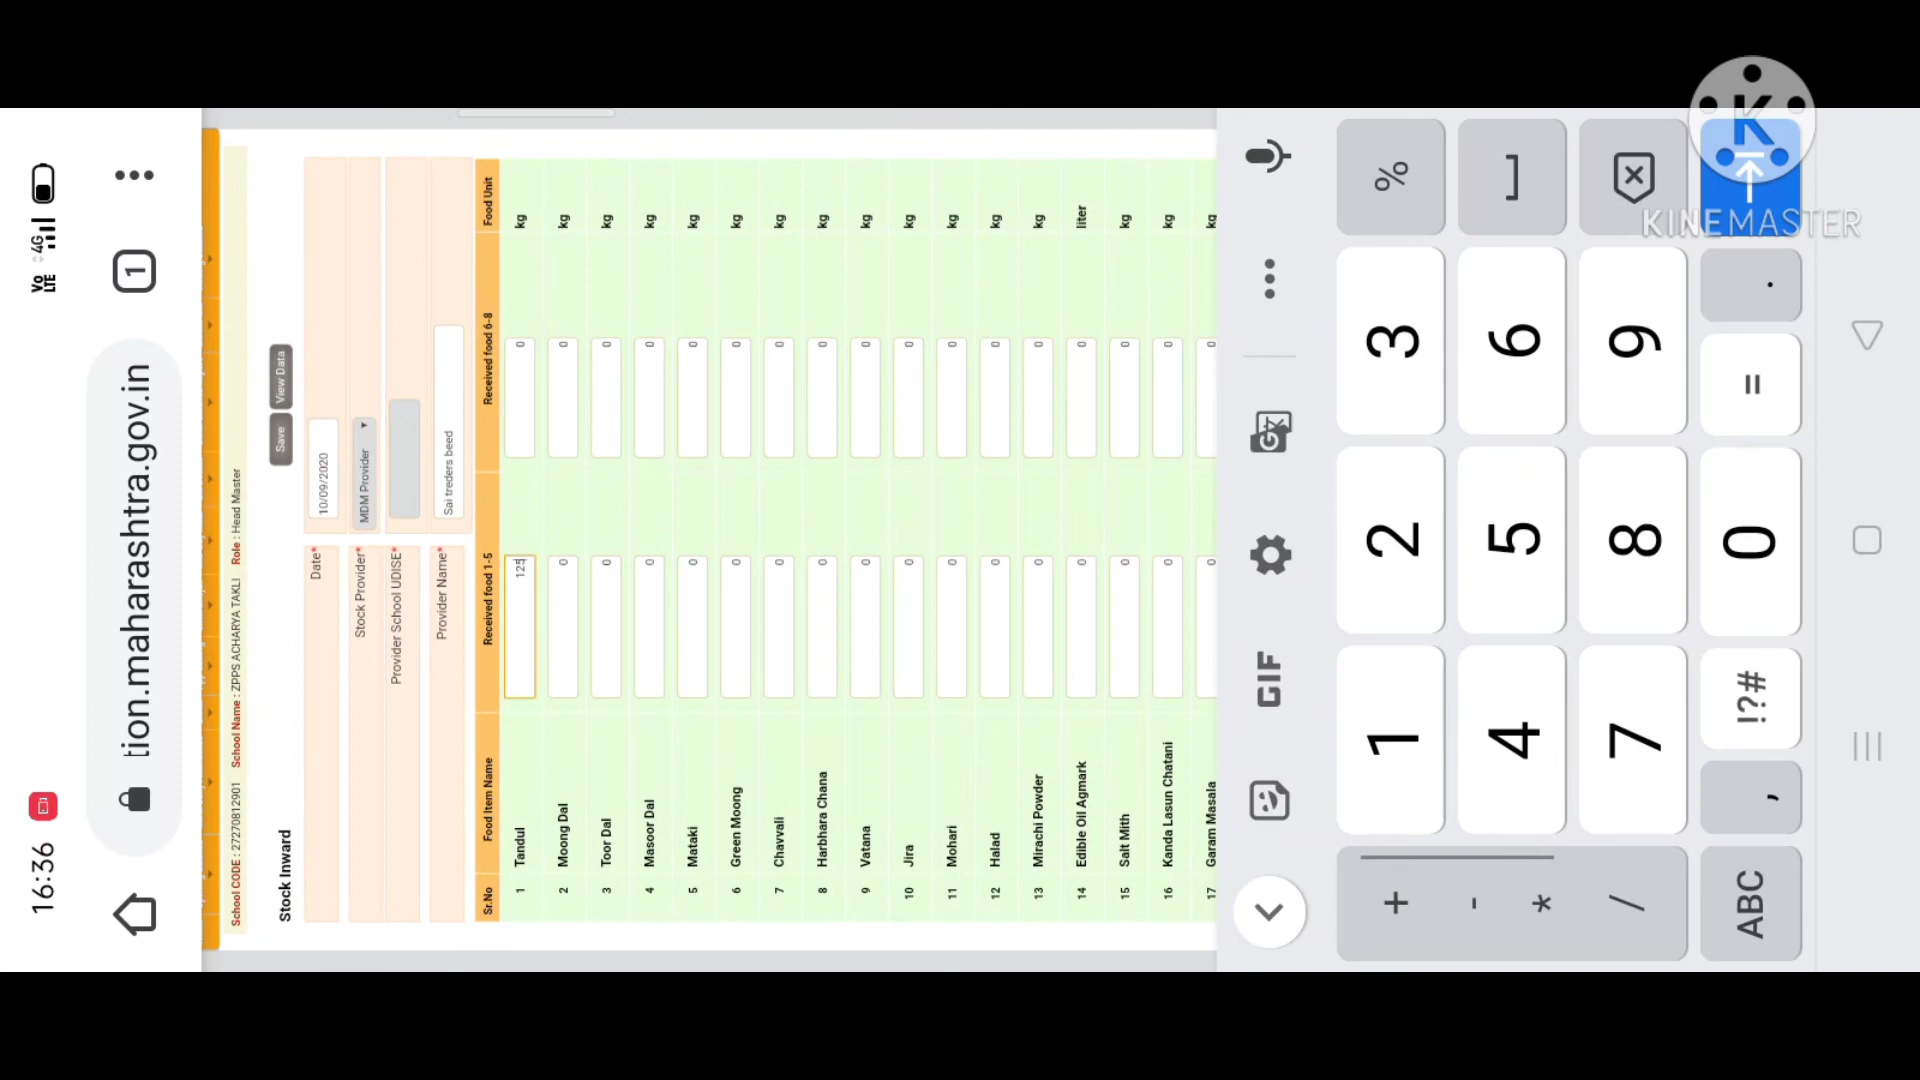 16:36
Vo LTE 4G
tion.maharashtra.gov.in
1
School CODE : 27270812901 School Name : ZPPS ACHARYA TAKLI Role : Head Master
Stock Inward
Save View Data
Date* 10/09/2020
Stock Provider* MDM Provider
Provider School UDISE*
Provider Name* Sai treders beed
Sr.No Food Item Name Received food 1-5 Received food 6-8 Food Unit
1 Tandul 125 0 kg
2 Moong Dal 0 0 kg
3 Toor Dal 0 0 kg
4 Masoor Dal 0 0 kg
5 Mataki 0 0 kg
6 Green Moong 0 0 kg
7 Chavvali 0 0 kg
8 Harbhara Chana 0 0 kg
9 Vatana 0 0 kg
10 Jira 0 0 kg
11 Mohari 0 0 kg
12 Halad 0 0 kg
13 Mirachi Powder 0 0 kg
14 Edible Oil Agmark 0 0 liter
15 Salt Mith 0 0 kg
16 Kanda Lasun Chatani 0 0 kg
17 Garam Masala 0 0 kg
GIF
+ - * / 1 2 3 %
4 5 6
7 8 9
ABC , !?# 0 = .
K
KINEMASTER